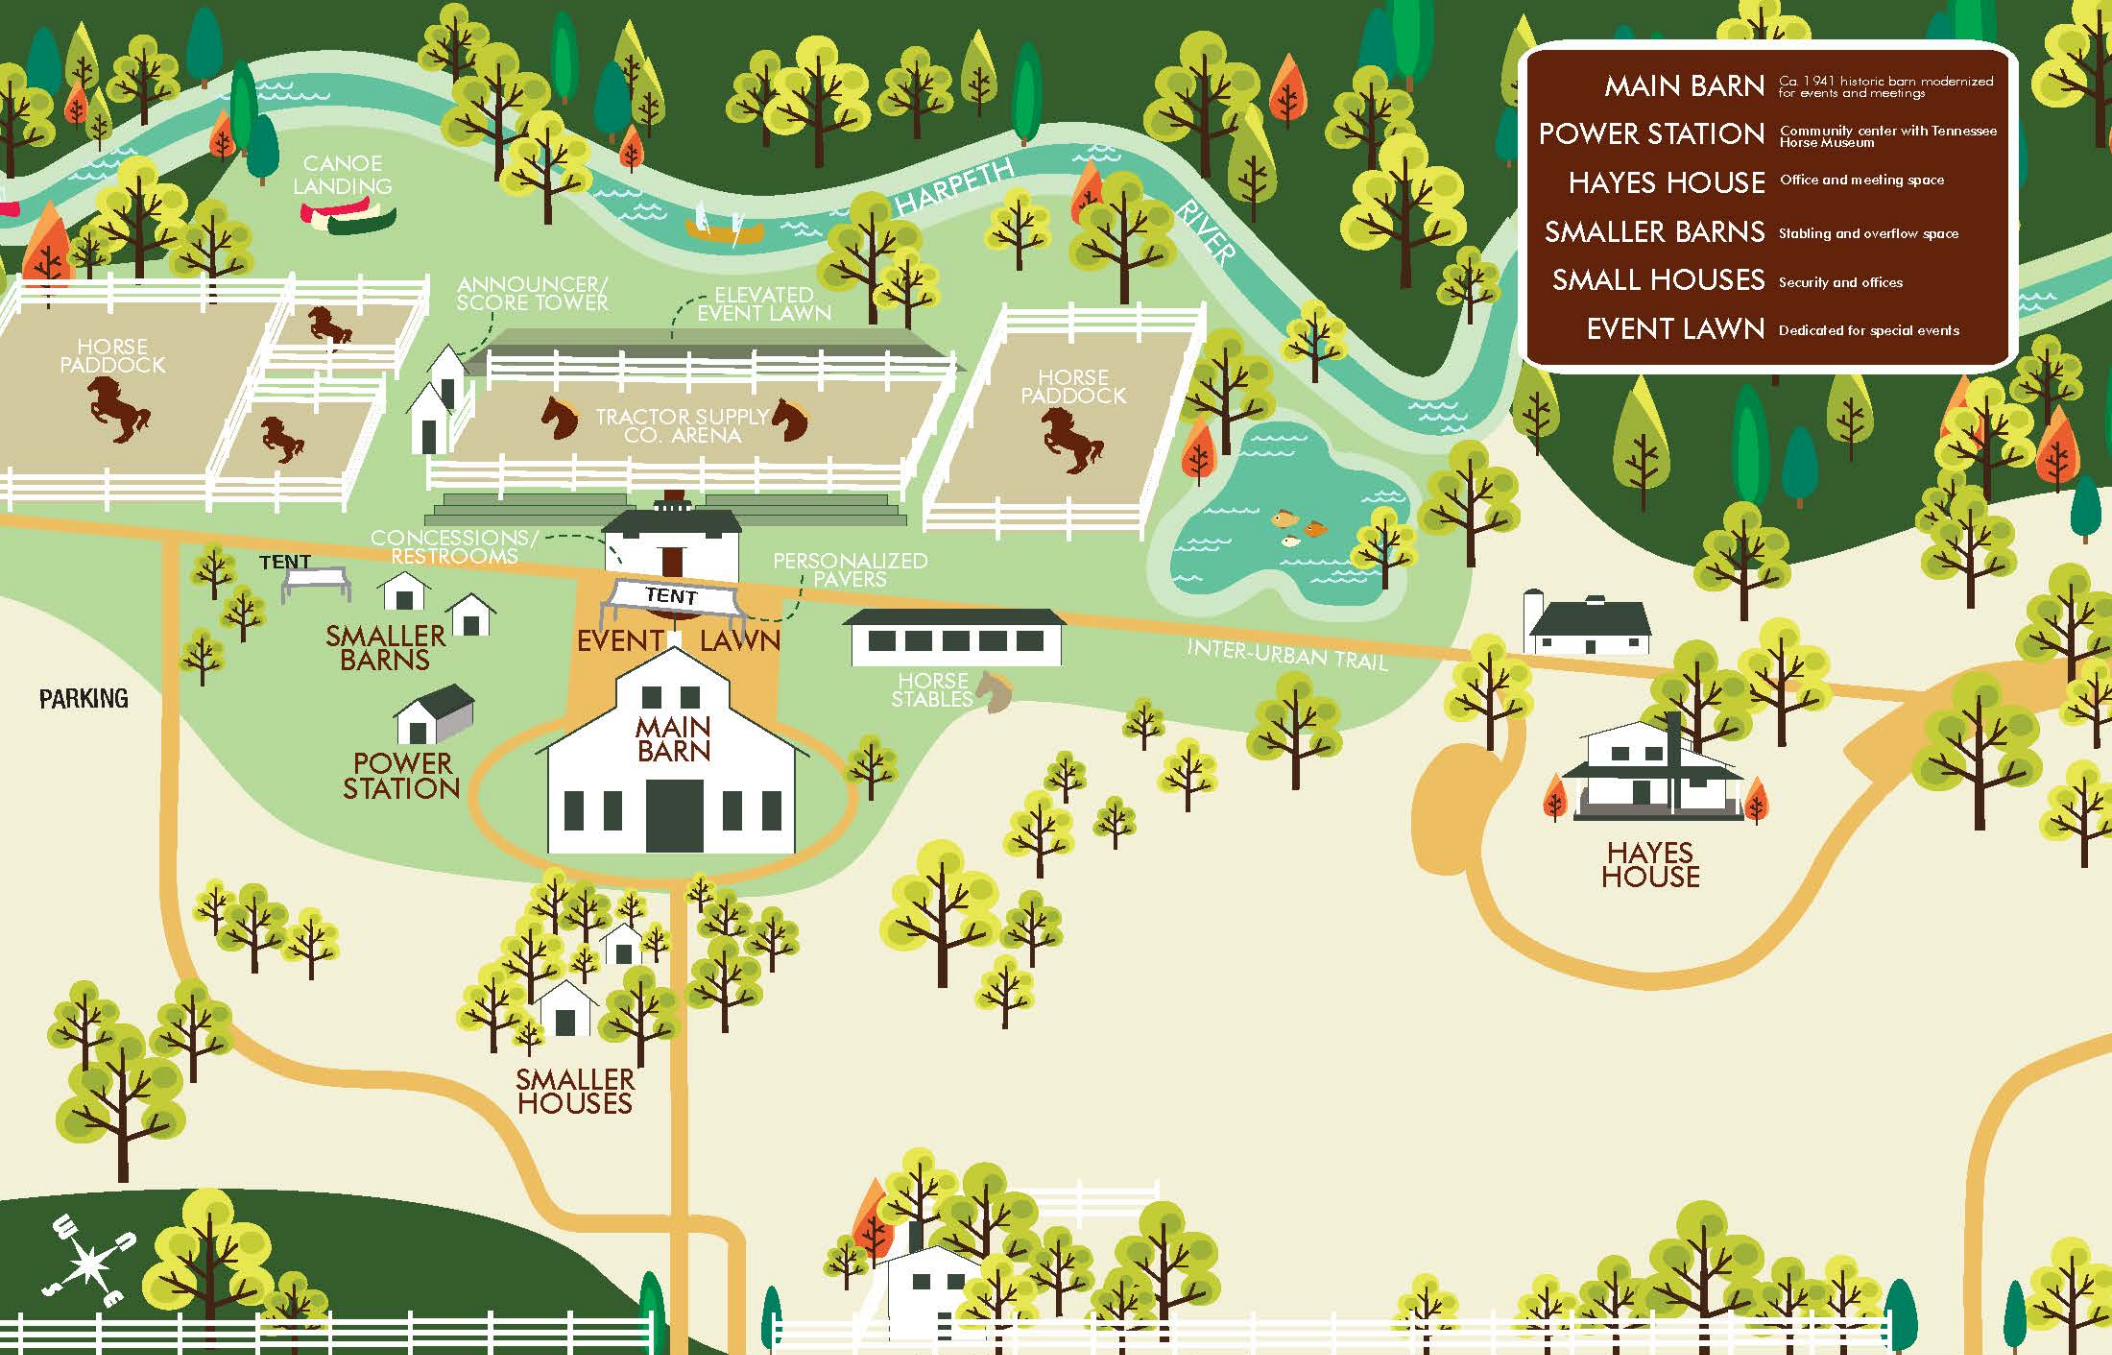 MAIN BARN
Ca. 1941 historic barn modernized
for events and meetings
POWER STATION
Community center with Tennessee
Horse Museum
HAYES HOUSE
Office and meeting space
SMALLER BARNS
Stabling and overflow space
SMALL HOUSES
Security and offices
EVENT LAWN
Dedicated for special events
CANOE
LANDING
HARPETH
RIVER
ANNOUNCER/
SCORE TOWER
ELEVATED
EVENT LAWN
HORSE
PADDOCK
TRACTOR SUPPLY
CO. ARENA
HORSE
PADDOCK
CONCESSIONS/
RESTROOMS
TENT
PERSONALIZED
PAVERS
TENT
EVENT LAWN
SMALLER
BARNS
INTER-URBAN TRAIL
HORSE
STABLES
PARKING
MAIN
BARN
POWER
STATION
HAYES
HOUSE
SMALLER
HOUSES
W
N
S
E